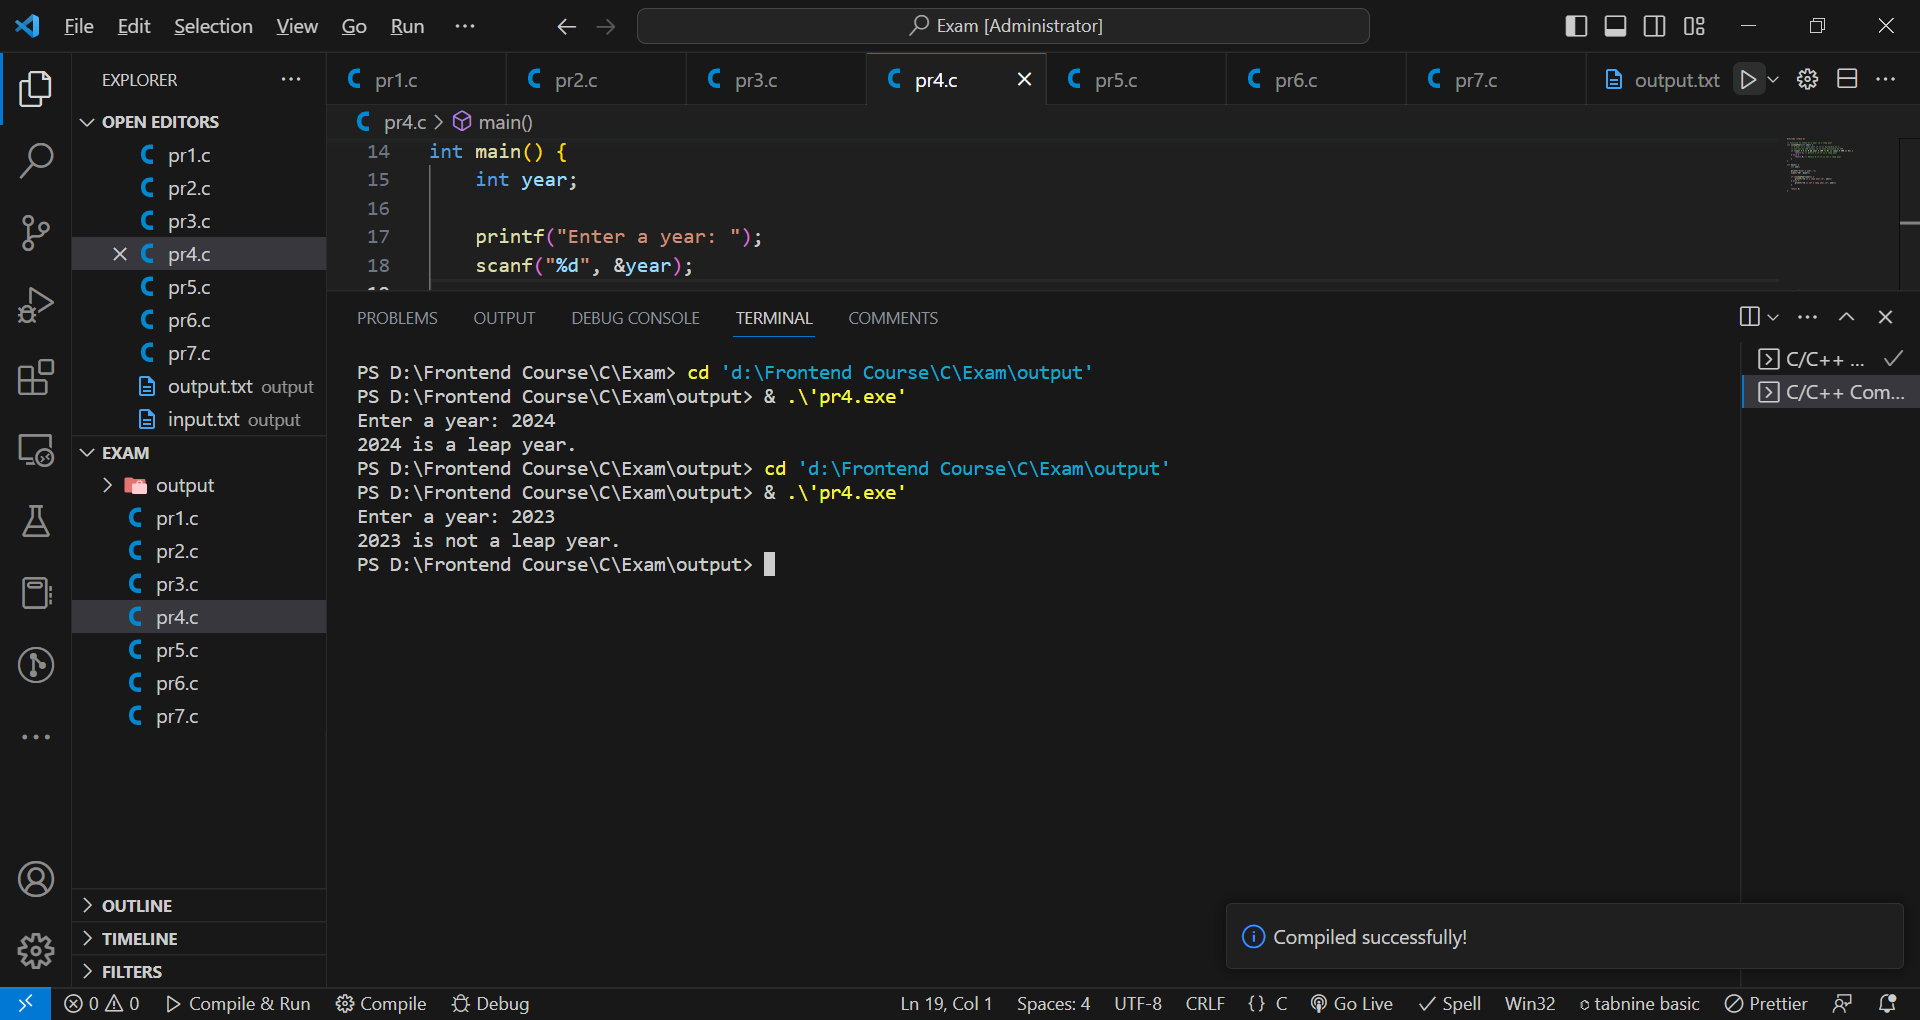 File Edit Selection View Go Run ··· Exam [Administrator]
EXPLORER
OPEN EDITORS
pr1.c
pr2.c
pr3.c
pr4.c
pr5.c
pr6.c
pr7.c
output.txt output
input.txt output
EXAM
output
pr1.c
pr2.c
pr3.c
pr4.c
pr5.c
pr6.c
pr7.c
OUTLINE
TIMELINE
FILTERS
pr1.c pr2.c pr3.c pr4.c pr5.c pr6.c pr7.c output.txt
pr4.c > main()
14 int main() {
15 int year;
16
17 printf("Enter a year: ");
18 scanf("%d", &year);
PROBLEMS OUTPUT DEBUG CONSOLE TERMINAL COMMENTS
PS D:\Frontend Course\C\Exam> cd 'd:\Frontend Course\C\Exam\output'
PS D:\Frontend Course\C\Exam\output> & .\'pr4.exe'
Enter a year: 2024
2024 is a leap year.
PS D:\Frontend Course\C\Exam\output> cd 'd:\Frontend Course\C\Exam\output'
PS D:\Frontend Course\C\Exam\output> & .\'pr4.exe'
Enter a year: 2023
2023 is not a leap year.
PS D:\Frontend Course\C\Exam\output>
C/C++ ...
C/C++ Com...
Compiled successfully!
0 0 Compile & Run Compile Debug Ln 19, Col 1 Spaces: 4 UTF-8 CRLF {} C Go Live Spell Win32 tabnine basic Prettier